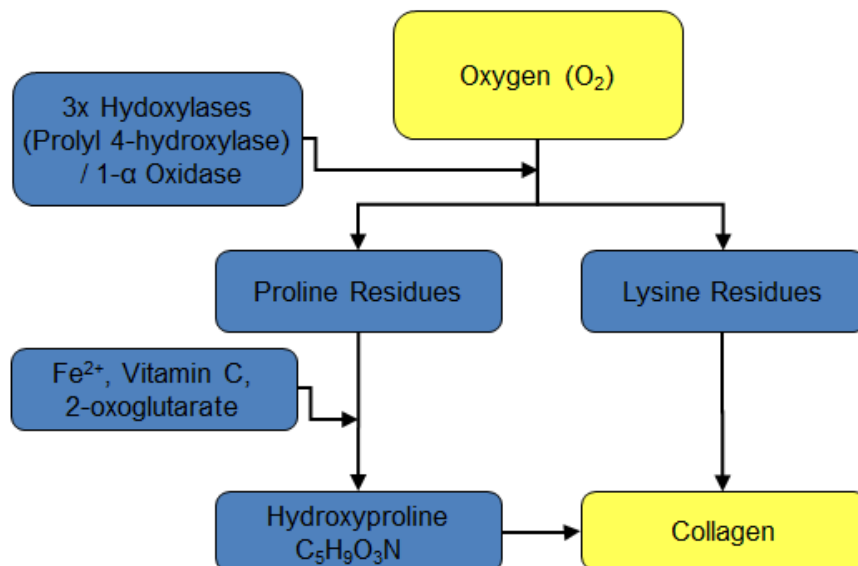 Oxygen (O₂)
3x Hydoxylases
(Prolyl 4-hydroxylase)
/ 1-α Oxidase
Proline Residues
Lysine Residues
Fe²⁺, Vitamin C,
2-oxoglutarate
Hydroxyproline
C₅H₉O₃N
Collagen